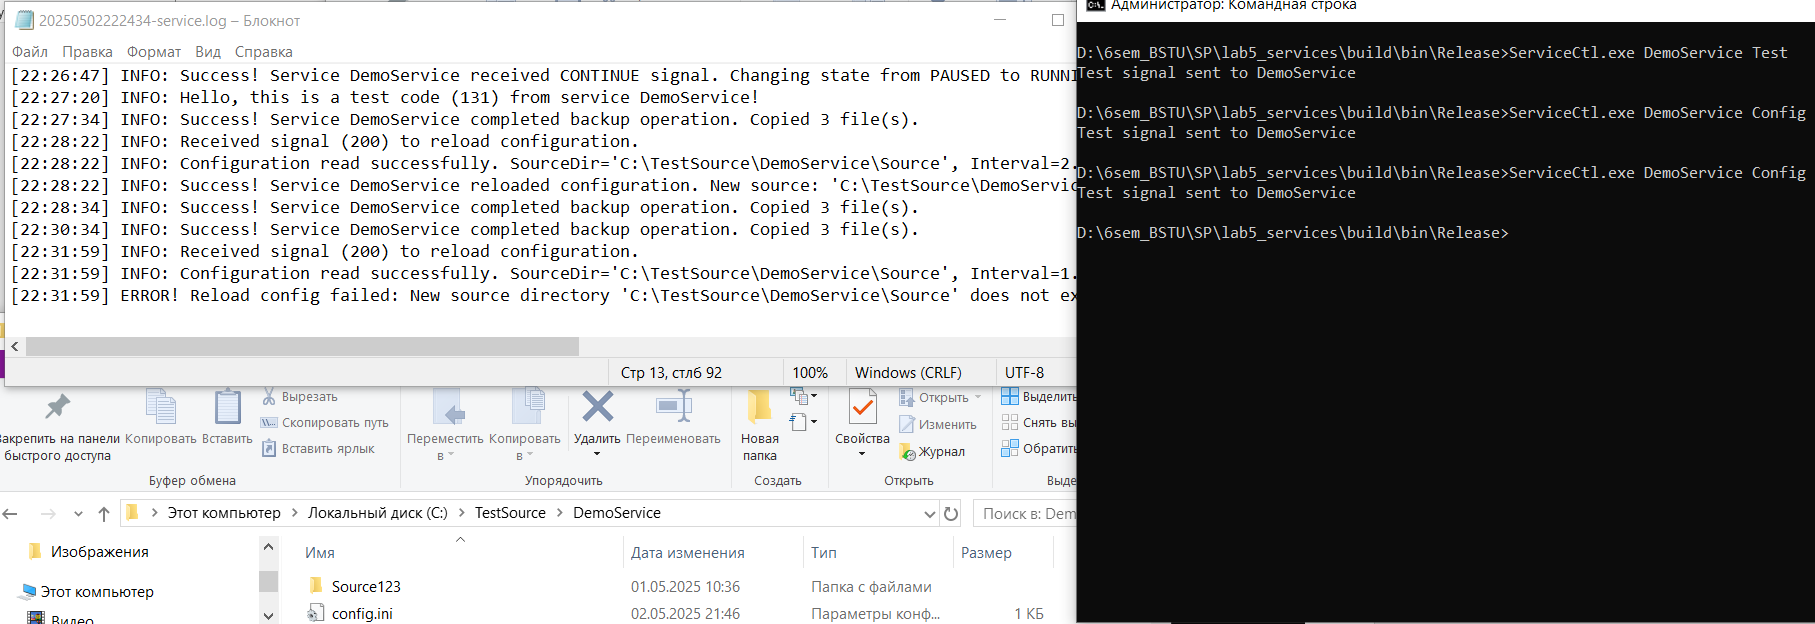 20250502222434-service.log – Блокнот
Файл Правка Формат Вид Справка
[22:26:47] INFO: Success! Service DemoService received CONTINUE signal. Changing state from PAUSED to RUNNI
[22:27:20] INFO: Hello, this is a test code (131) from service DemoService!
[22:27:34] INFO: Success! Service DemoService completed backup operation. Copied 3 file(s).
[22:28:22] INFO: Received signal (200) to reload configuration.
[22:28:22] INFO: Configuration read successfully. SourceDir='C:\TestSource\DemoService\Source', Interval=2.
[22:28:22] INFO: Success! Service DemoService reloaded configuration. New source: 'C:\TestSource\DemoServic
[22:28:34] INFO: Success! Service DemoService completed backup operation. Copied 3 file(s).
[22:30:34] INFO: Success! Service DemoService completed backup operation. Copied 3 file(s).
[22:31:59] INFO: Received signal (200) to reload configuration.
[22:31:59] INFO: Configuration read successfully. SourceDir='C:\TestSource\DemoService\Source', Interval=1.
[22:31:59] ERROR! Reload config failed: New source directory 'C:\TestSource\DemoService\Source' does not ex
Стр 13, стлб 92 100% Windows (CRLF) UTF-8
Администратор: Командная строка
D:\6sem_BSTU\SP\lab5_services\build\bin\Release>ServiceCtl.exe DemoService Test
Test signal sent to DemoService
D:\6sem_BSTU\SP\lab5_services\build\bin\Release>ServiceCtl.exe DemoService Config
Test signal sent to DemoService
D:\6sem_BSTU\SP\lab5_services\build\bin\Release>ServiceCtl.exe DemoService Config
Test signal sent to DemoService
D:\6sem_BSTU\SP\lab5_services\build\bin\Release>
Закрепить на панели
быстрого доступа
Копировать
Вставить
Вырезать
Скопировать путь
Вставить ярлык
Буфер обмена
Переместить
в
Копировать
в
Удалить
Переименовать
Упорядочить
Новая
папка
Создать
Свойства
Открыть
Изменить
Журнал
Открыть
Выделить
Снять вы
Обратить
Выде
Этот компьютер > Локальный диск (C:) > TestSource > DemoService
Поиск в: Dem
Изображения
Этот компьютер
Видео
Имя Дата изменения Тип Размер
Source123 01.05.2025 10:36 Папка с файлами
config.ini 02.05.2025 21:46 Параметры конф... 1 КБ